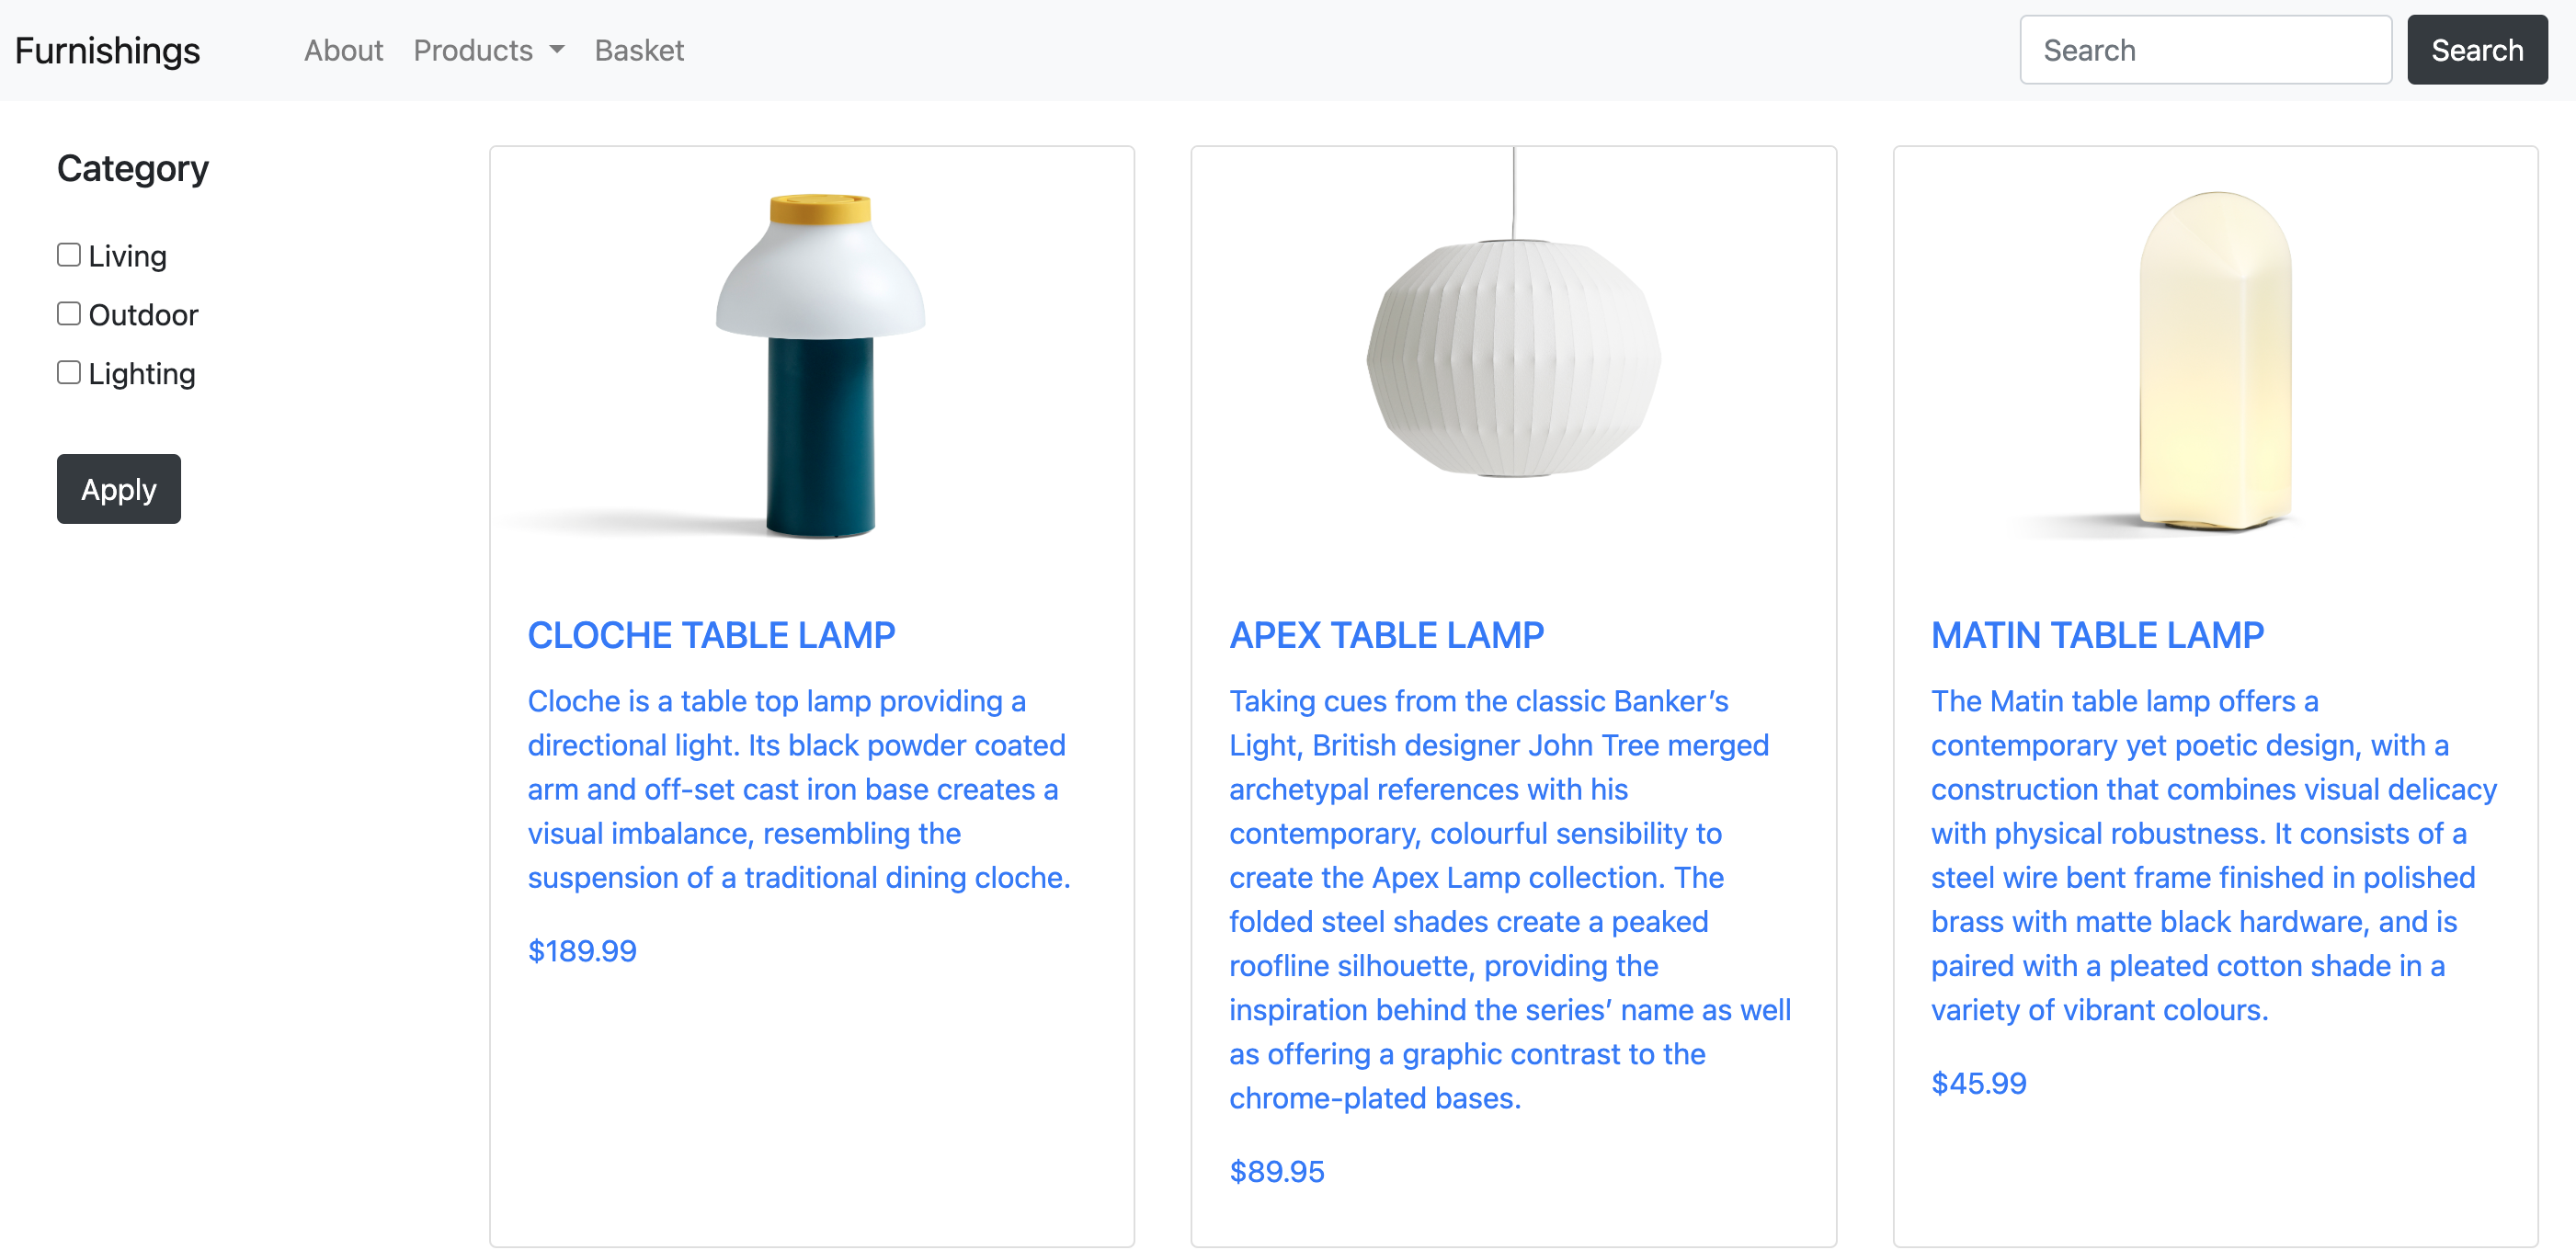 Furnishings
About Products Basket
Search
Search
Category
Living
Outdoor
Lighting
Apply
CLOCHE TABLE LAMP
Cloche is a table top lamp providing a
directional light. Its black powder coated
arm and off-set cast iron base creates a
visual imbalance, resembling the
suspension of a traditional dining cloche.
$189.99
APEX TABLE LAMP
Taking cues from the classic Banker’s
Light, British designer John Tree merged
archetypal references with his
contemporary, colourful sensibility to
create the Apex Lamp collection. The
folded steel shades create a peaked
roofline silhouette, providing the
inspiration behind the series’ name as well
as offering a graphic contrast to the
chrome-plated bases.
$89.95
MATIN TABLE LAMP
The Matin table lamp offers a
contemporary yet poetic design, with a
construction that combines visual delicacy
with physical robustness. It consists of a
steel wire bent frame finished in polished
brass with matte black hardware, and is
paired with a pleated cotton shade in a
variety of vibrant colours.
$45.99